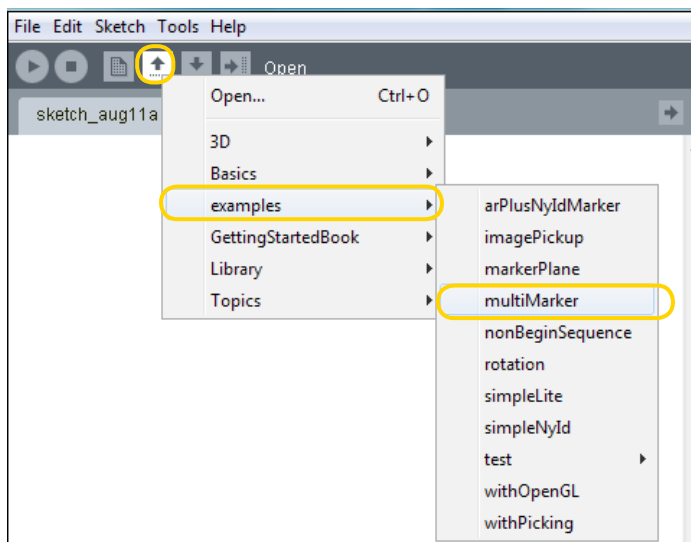 File Edit Sketch Tools Help
Open
sketch_aug11a
Open... Ctrl+O
3D
Basics
examples
GettingStartedBook
Library
Topics
arPlusNyIdMarker
imagePickup
markerPlane
multiMarker
nonBeginSequence
rotation
simpleLite
simpleNyId
test
withOpenGL
withPicking